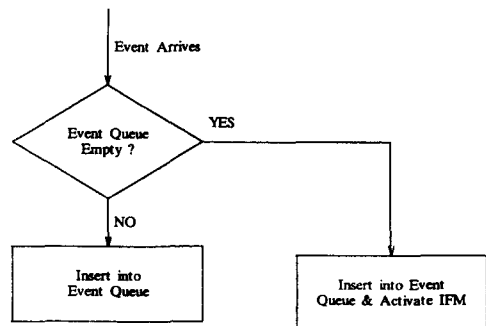 Event Arrives
Event Queue
Empty ?
YES
NO
Insert into
Event Queue
Insert into Event
Queue & Activate IFM